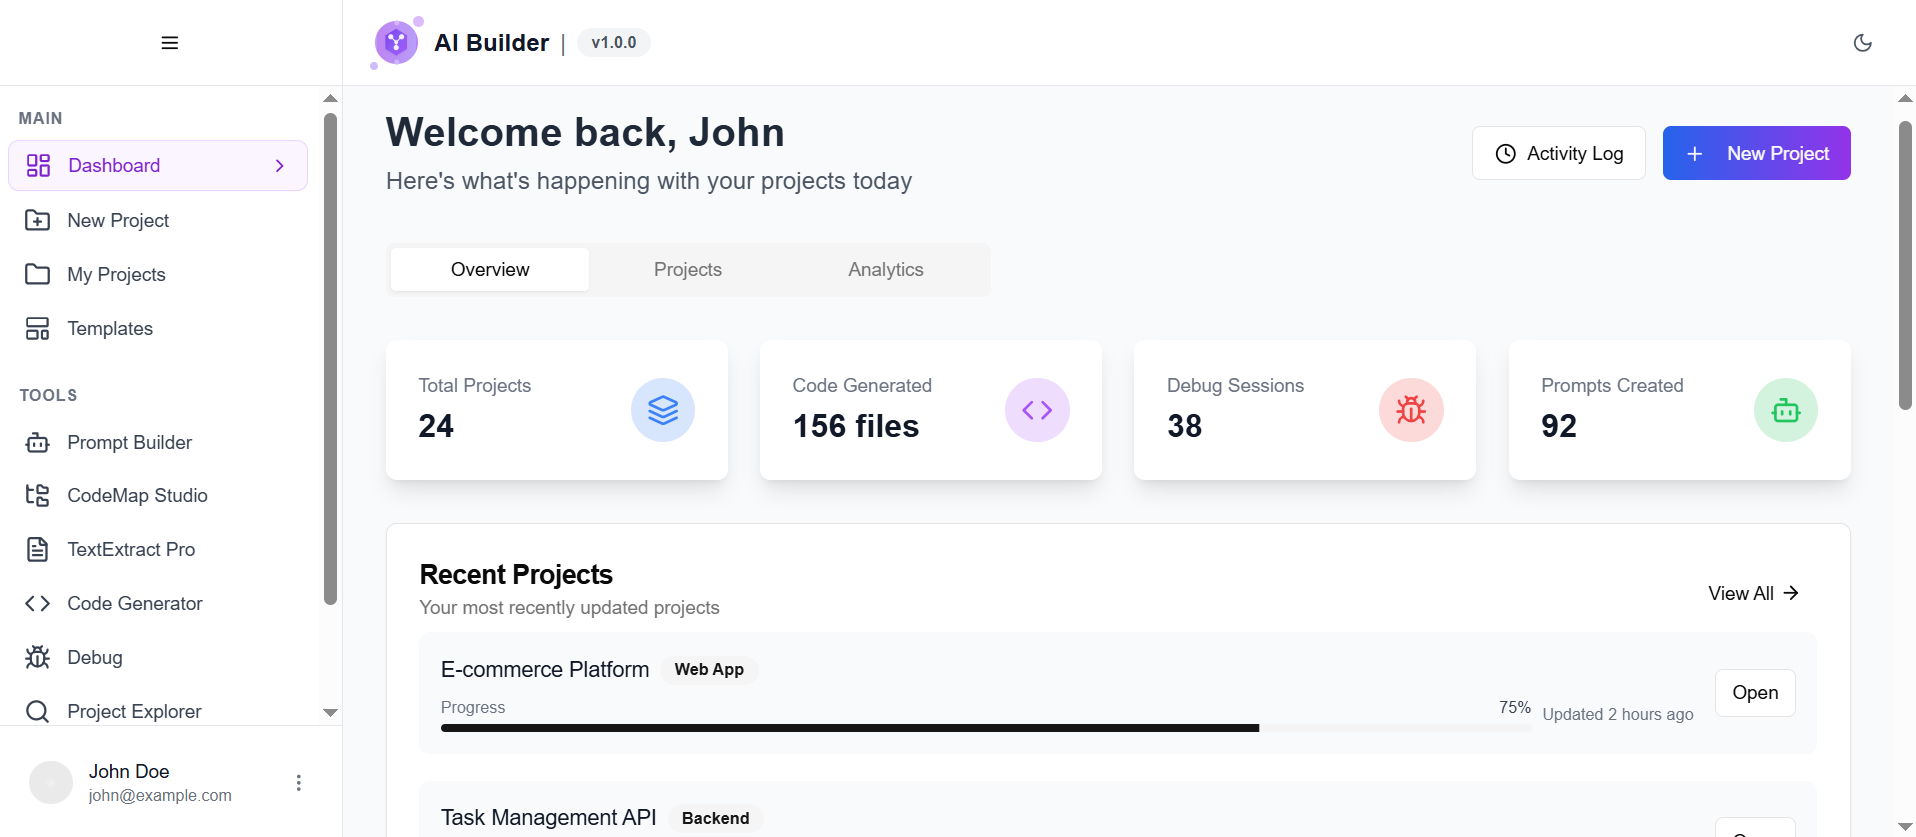 AI Builder | v1.0.0
MAIN
Dashboard
New Project
My Projects
Templates
TOOLS
Prompt Builder
CodeMap Studio
TextExtract Pro
Code Generator
Debug
Project Explorer
John Doe
john@example.com
Welcome back, John
Here's what's happening with your projects today
Activity Log
New Project
Overview
Projects
Analytics
Total Projects
24
Code Generated
156 files
Debug Sessions
38
Prompts Created
92
Recent Projects
Your most recently updated projects
View All
E-commerce Platform
Web App
Progress
75%
Updated 2 hours ago
Open
Task Management API
Backend